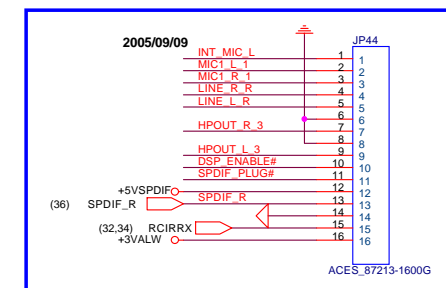 2005/09/09
JP44
INT_MIC_L 1 1
MIC1_L_1 2 2
MIC1_R_1 3 3
LINE_R_R 4 4
LINE_L_R 5 5
6 6
HPOUT_R_3 7 7
8 8
HPOUT_L_3 9 9
DSP_ENABLE# 10 10
SPDIF_PLUG# 11 11
+5VSPDIF 12 12
(36) SPDIF_R SPDIF_R 13 13
14 14
(32,34) RCIRRX 15 15
+3VALW 16 16
ACES_87213-1600G